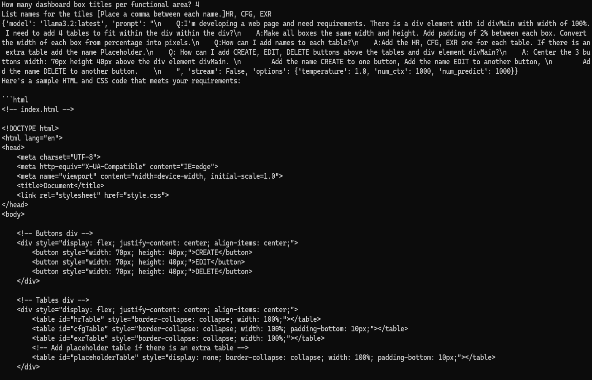 How many dashboard box titles per functional area? 4
List names for the tiles [Place a comma between each name.]HR, CFG, EXR
{'model': 'llama3.2:latest', 'prompt': "\n    Q:I'm developing a web page and need requirements. There is a div element with id divMain with width of 100%.
 I need to add 4 tables to fit within the div within the div?\n    A:Make all boxes the same width and height. Add padding of 2% between each box. Convert
the width of each box from percentage into pixels.\n    Q:How can I add names to each table?\n    A:Add the HR, CFG, EXR one for each table. If there is an
 extra table add the name Placeholder.\n    Q: How can I add CREATE, EDIT, DELETE buttons above the tables and div element divMain?\n    A: Center the 3 bu
ttons width: 70px height 40px above the div element divMain. \n         Add the name CREATE to one button, Add the name EDIT to another button, \n         Ad
d the name DELETE to another button.    \n    ", 'stream': False, 'options': {'temperature': 1.0, 'num_ctx': 1000, 'num_predict': 1000}}
Here's a sample HTML and CSS code that meets your requirements:
```html
<!-- index.html -->
<!DOCTYPE html>
<html lang="en">
<head>
    <meta charset="UTF-8">
    <meta http-equiv="X-UA-Compatible" content="IE=edge">
    <meta name="viewport" content="width=device-width, initial-scale=1.0">
    <title>Document</title>
    <link rel="stylesheet" href="style.css">
</head>
<body>
    <!-- Buttons div -->
    <div style="display: flex; justify-content: center; align-items: center;">
        <button style="width: 70px; height: 40px;">CREATE</button>
        <button style="width: 70px; height: 40px;">EDIT</button>
        <button style="width: 70px; height: 40px;">DELETE</button>
    </div>
    <!-- Tables div -->
    <div style="display: flex; justify-content: center; align-items: center;">
        <table id="hrTable" style="border-collapse: collapse; width: 100%;"></table>
        <table id="cfgTable" style="border-collapse: collapse; width: 100%; padding-bottom: 10px;"></table>
        <table id="exrTable" style="border-collapse: collapse; width: 100%;"></table>
        <!-- Add placeholder table if there is an extra table -->
        <table id="placeholderTable" style="display: none; border-collapse: collapse; width: 100%; padding-bottom: 10px;"></table>
    </div>